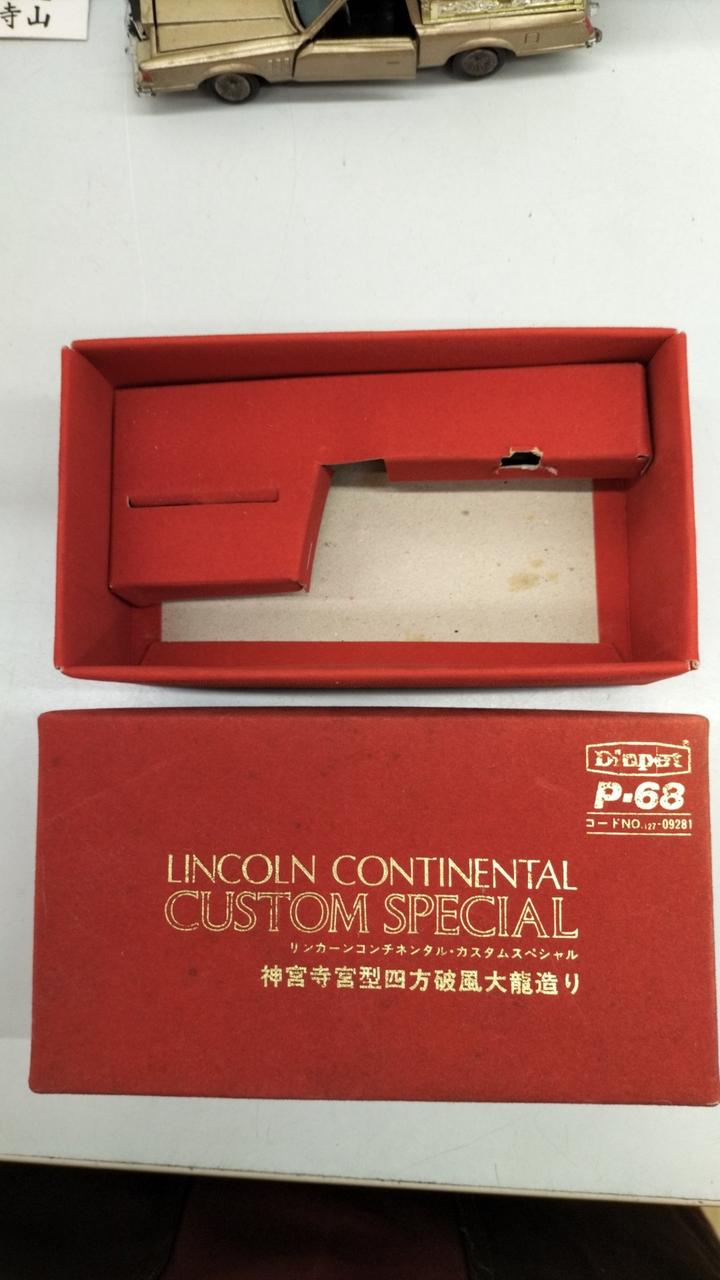 寺山
Diapet
P-68
コードNO.127-09281
LINCOLN CONTINENTAL
CUSTOM SPECIAL
リンカーンコンチネンタル・カスタムスペシャル
神宮寺宮型四方破風大龍造り